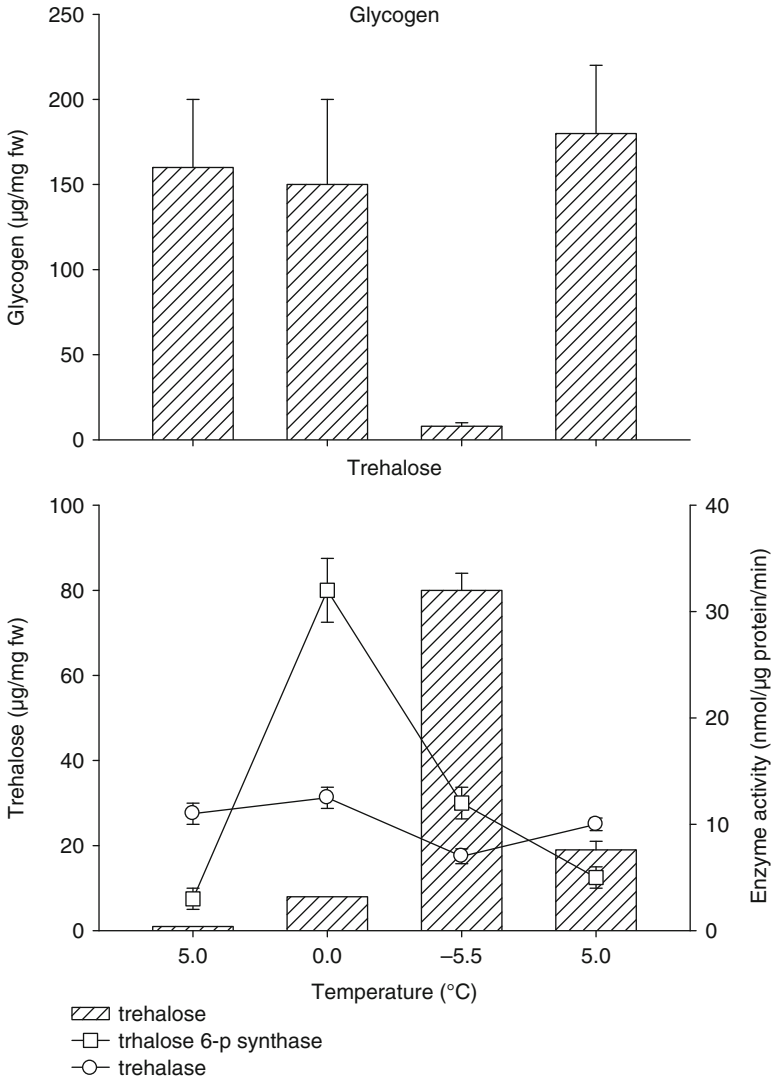 Glycogen
250
200
150
100
50
0
Glycogen (µg/mg fw)
Trehalose
100
80
60
40
20
0
Trehalose (µg/mg fw)
40
30
20
10
0
Enzyme activity (nmol/µg protein/min)
5.0 0.0 –5.5 5.0
Temperature (°C)
trehalose
trhalose 6-p synthase
trehalase